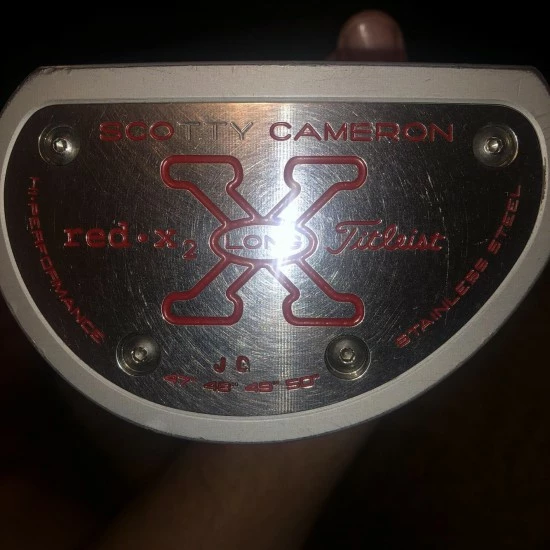 SCOTTY CAMERON
red·x2 LONG Titleist
HI-PERFORMANCE
STAINLESS STEEL
47" 48" 49" 50"